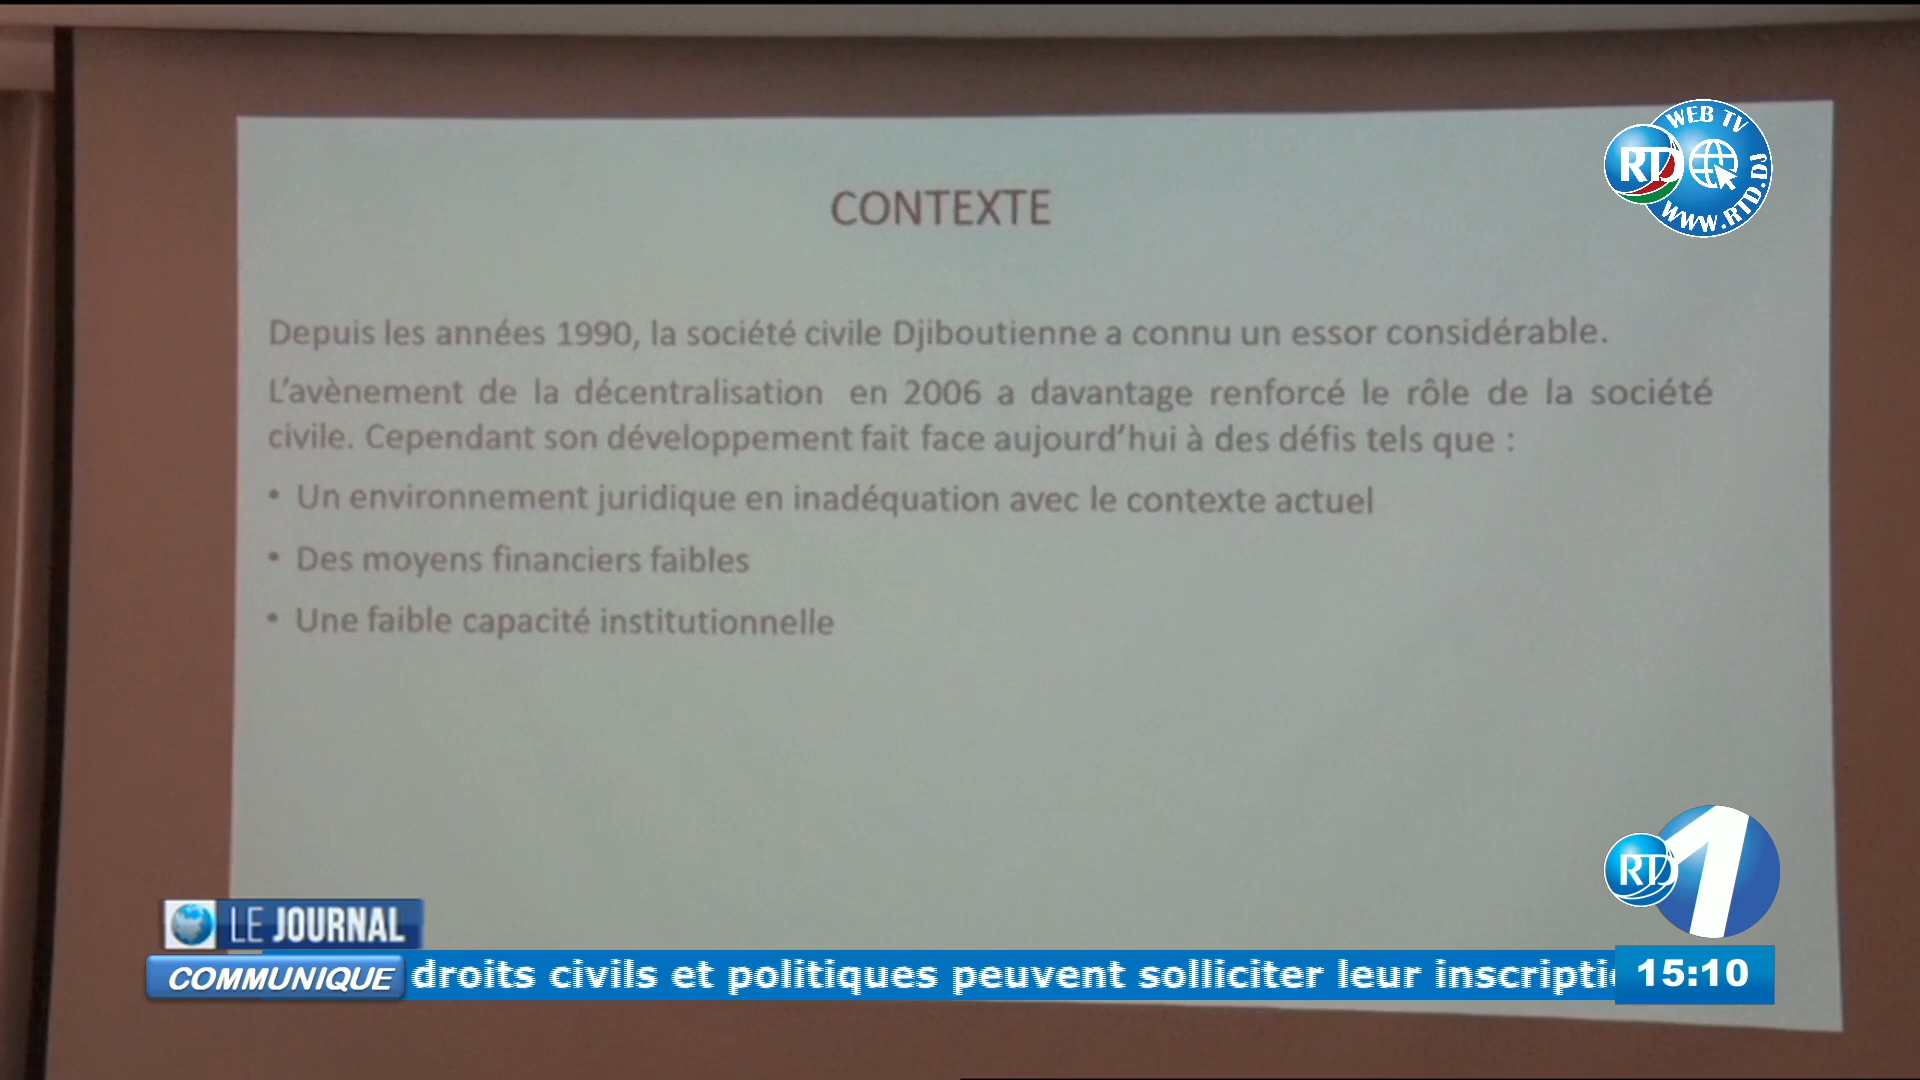 WEB TV
RTD
WWW.RTD.DJ
CONTEXTE
Depuis les années 1990, la société civile Djiboutienne a connu un essor considérable.
L'avènement de la décentralisation en 2006 a davantage renforcé le rôle de la société
civile. Cependant son développement fait face aujourd'hui à des défis tels que :
• Un environnement juridique en inadéquation avec le contexte actuel
• Des moyens financiers faibles
• Une faible capacité institutionnelle
RTD 1
LE JOURNAL
COMMUNIQUE droits civils et politiques peuvent solliciter leur inscripti 15:10